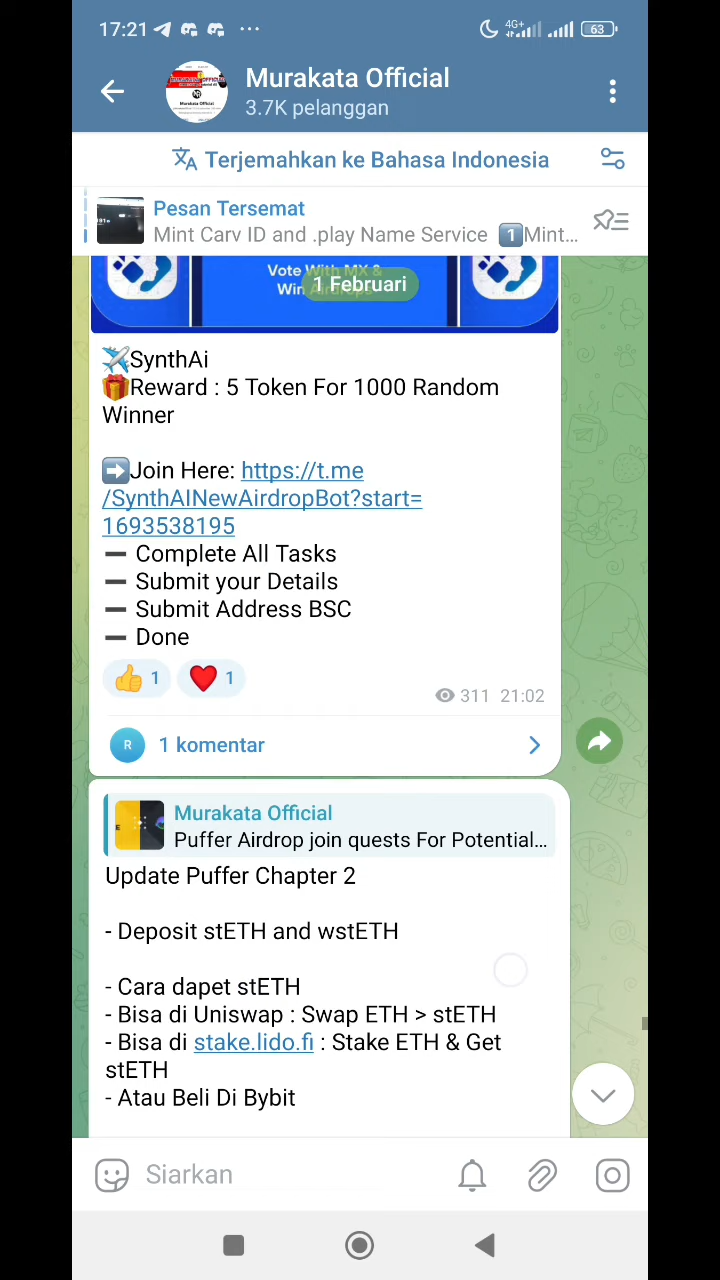 17:21
4G+
63
Murakata Official
3.7K pelanggan
Terjemahkan ke Bahasa Indonesia
Pesan Tersemat
Mint Carv ID and .play Name Service 1️⃣Mint...
Vote With MX &
Win Airdrops
1 Februari
✈️SynthAi
🎁Reward : 5 Token For 1000 Random
Winner
➡️Join Here: https://t.me
/SynthAINewAirdropBot?start=
1693538195
➖ Complete All Tasks
➖ Submit your Details
➖ Submit Address BSC
➖ Done
👍 1 ❤️ 1
311 21:02
R 1 komentar
Murakata Official
Puffer Airdrop join quests For Potential...
Update Puffer Chapter 2
- Deposit stETH and wstETH
- Cara dapet stETH
- Bisa di Uniswap : Swap ETH > stETH
- Bisa di stake.lido.fi : Stake ETH & Get
stETH
- Atau Beli Di Bybit
Siarkan